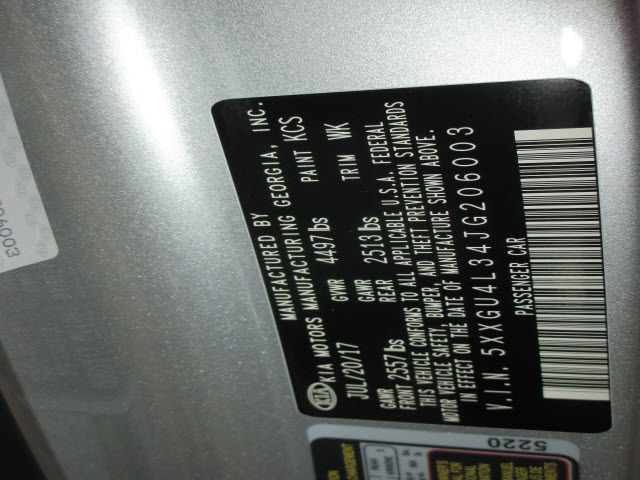 MANUFACTURED BY
KIA KIA MOTORS MANUFACTURING GEORGIA, INC.
JUL/20/17 GVWR 4497lbs PAINT KCS
GAWR FRONT 2557lbs GAWR REAR 2513lbs TRIM WK
THIS VEHICLE CONFORMS TO ALL APPLICABLE U.S.A. FEDERAL
MOTOR VEHICLE SAFETY, BUMPER, AND THEFT PREVENTION STANDARDS
IN EFFECT ON THE DATE OF MANUFACTURE SHOWN ABOVE.
V.I.N. 5XXGU4L34JG206003
PASSENGER CAR
5220